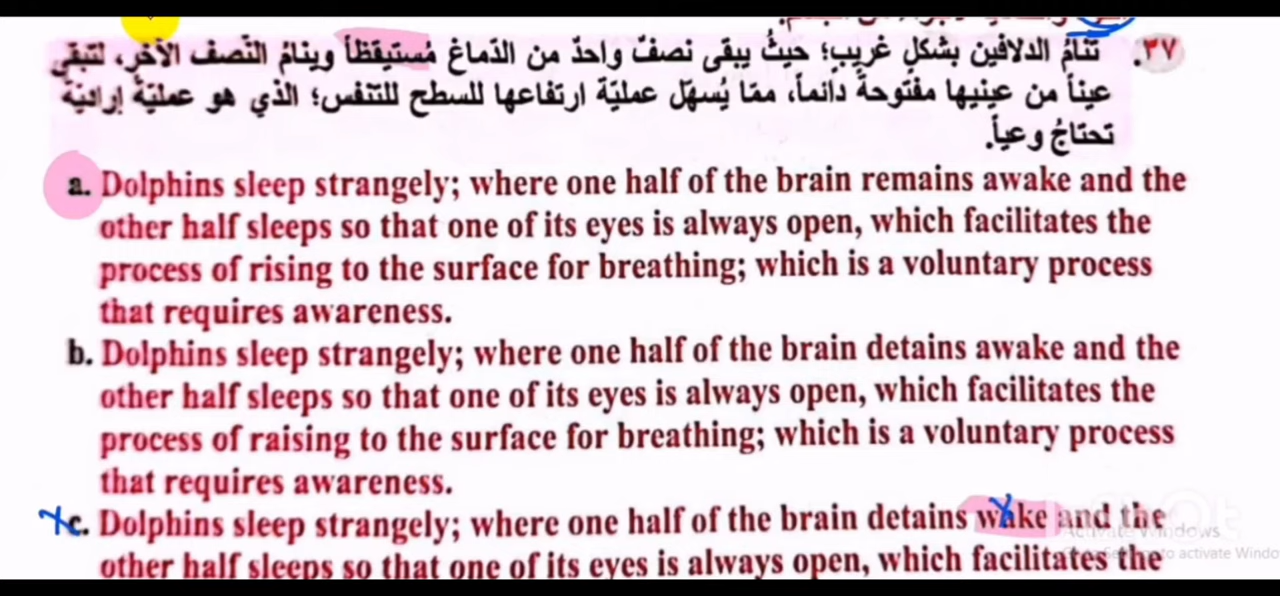 ٣٧. تَنَامُ الدلافين بشكلٍ غريبٍ؛ حيثُ يبقى نصفٌ واحدٌ من الدّماغ مُستيقظاً وينامُ النّصف الآخر، لتبقى
عيناً من عينيها مفتوحةً دائماً، ممّا يُسهّل عمليّة ارتفاعها للسطح للتنفس؛ الذي هو عمليّةٌ إراديّةٌ
تحتاجُ وعياً.
a. Dolphins sleep strangely; where one half of the brain remains awake and the
other half sleeps so that one of its eyes is always open, which facilitates the
process of rising to the surface for breathing; which is a voluntary process
that requires awareness.
b. Dolphins sleep strangely; where one half of the brain detains awake and the
other half sleeps so that one of its eyes is always open, which facilitates the
process of raising to the surface for breathing; which is a voluntary process
that requires awareness.
c. Dolphins sleep strangely; where one half of the brain detains wake and the
Activate Windows
other half sleeps so that one of its eyes is always open, which facilitates the